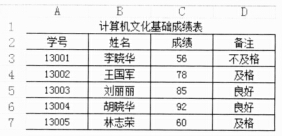 A B C D
1 计算机文化基础成绩表
2 学号 姓名 成绩 备注
3 13001 李晓华 56 不及格
4 13002 王国军 78 及格
5 13003 刘丽丽 85 良好
6 13004 胡晓华 92 良好
7 13005 林志荣 60 及格